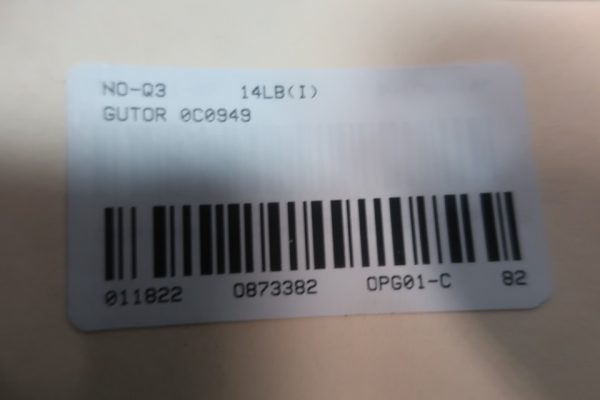 NO-Q3 14LB(I)
GUTOR 0C0949
011822 0873382 OPG01-C 82